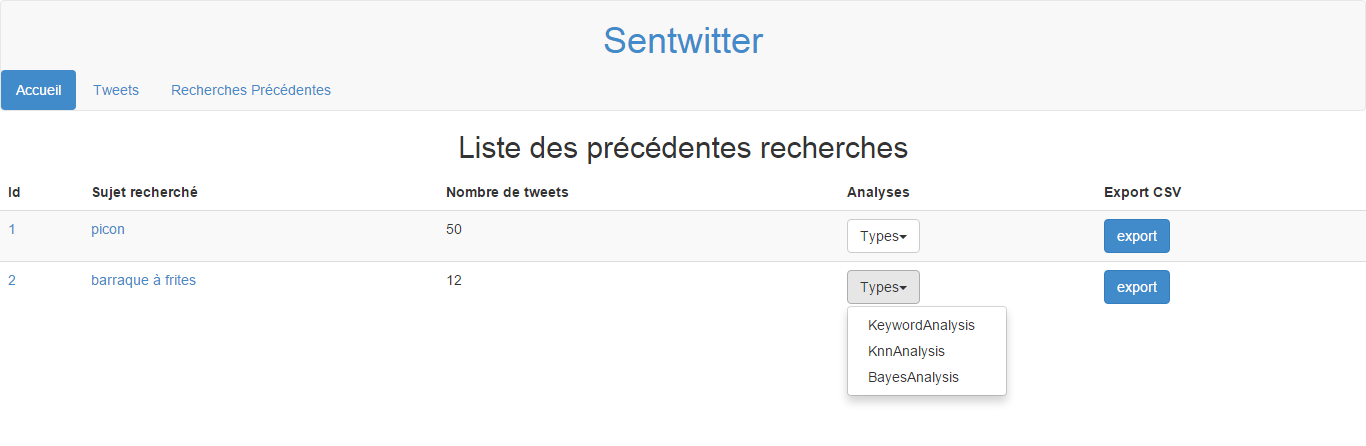 Sentwitter
Accueil Tweets Recherches Précédentes
Liste des précédentes recherches
Id Sujet recherché Nombre de tweets Analyses Export CSV
1 picon 50 Types export
2 barraque à frites 12 Types export
KeywordAnalysis
KnnAnalysis
BayesAnalysis